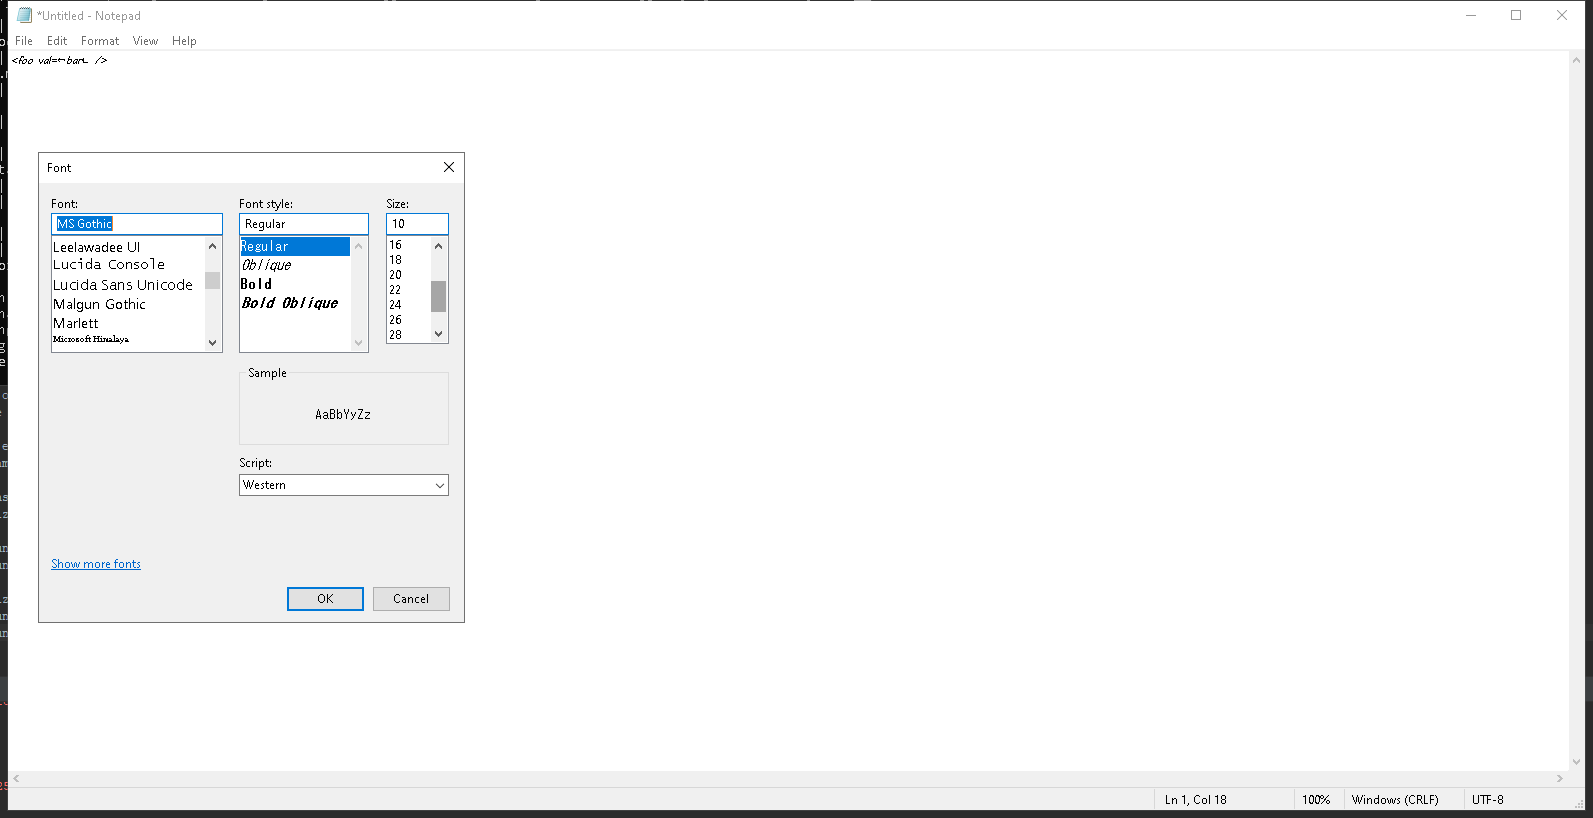 *Untitled - Notepad
File Edit Format View Help
<foo val=←bar← />
Font
Font: Font style: Size:
MS Gothic Regular 10
Leelawadee UI
Lucida Console
Lucida Sans Unicode
Malgun Gothic
Marlett
Microsoft Himalaya
Regular
Oblique
Bold
Bold Oblique
16
18
20
22
24
26
28
Sample
AaBbYyZz
Script:
Western
Show more fonts
OK Cancel
Ln 1, Col 18 100% Windows (CRLF) UTF-8